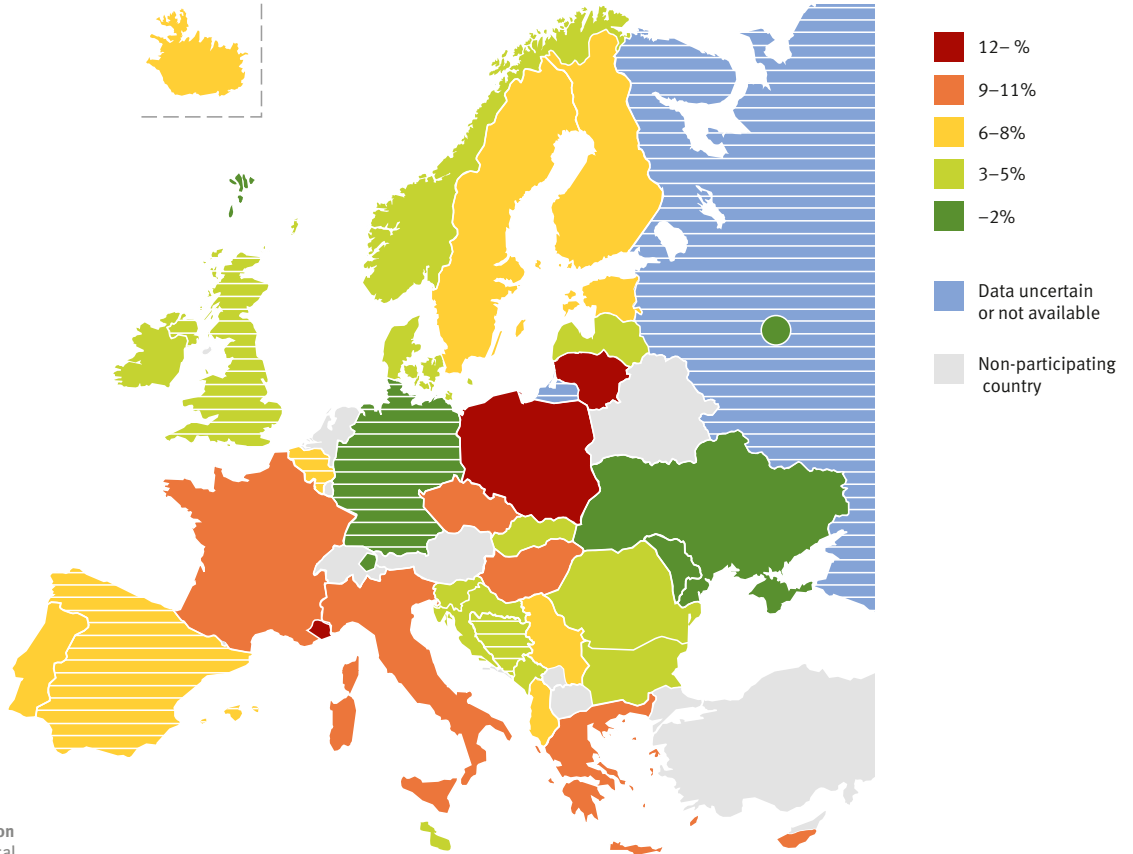 12– %
9–11%
6–8%
3–5%
–2%
Data uncertain
or not available
Non-participating
country
on